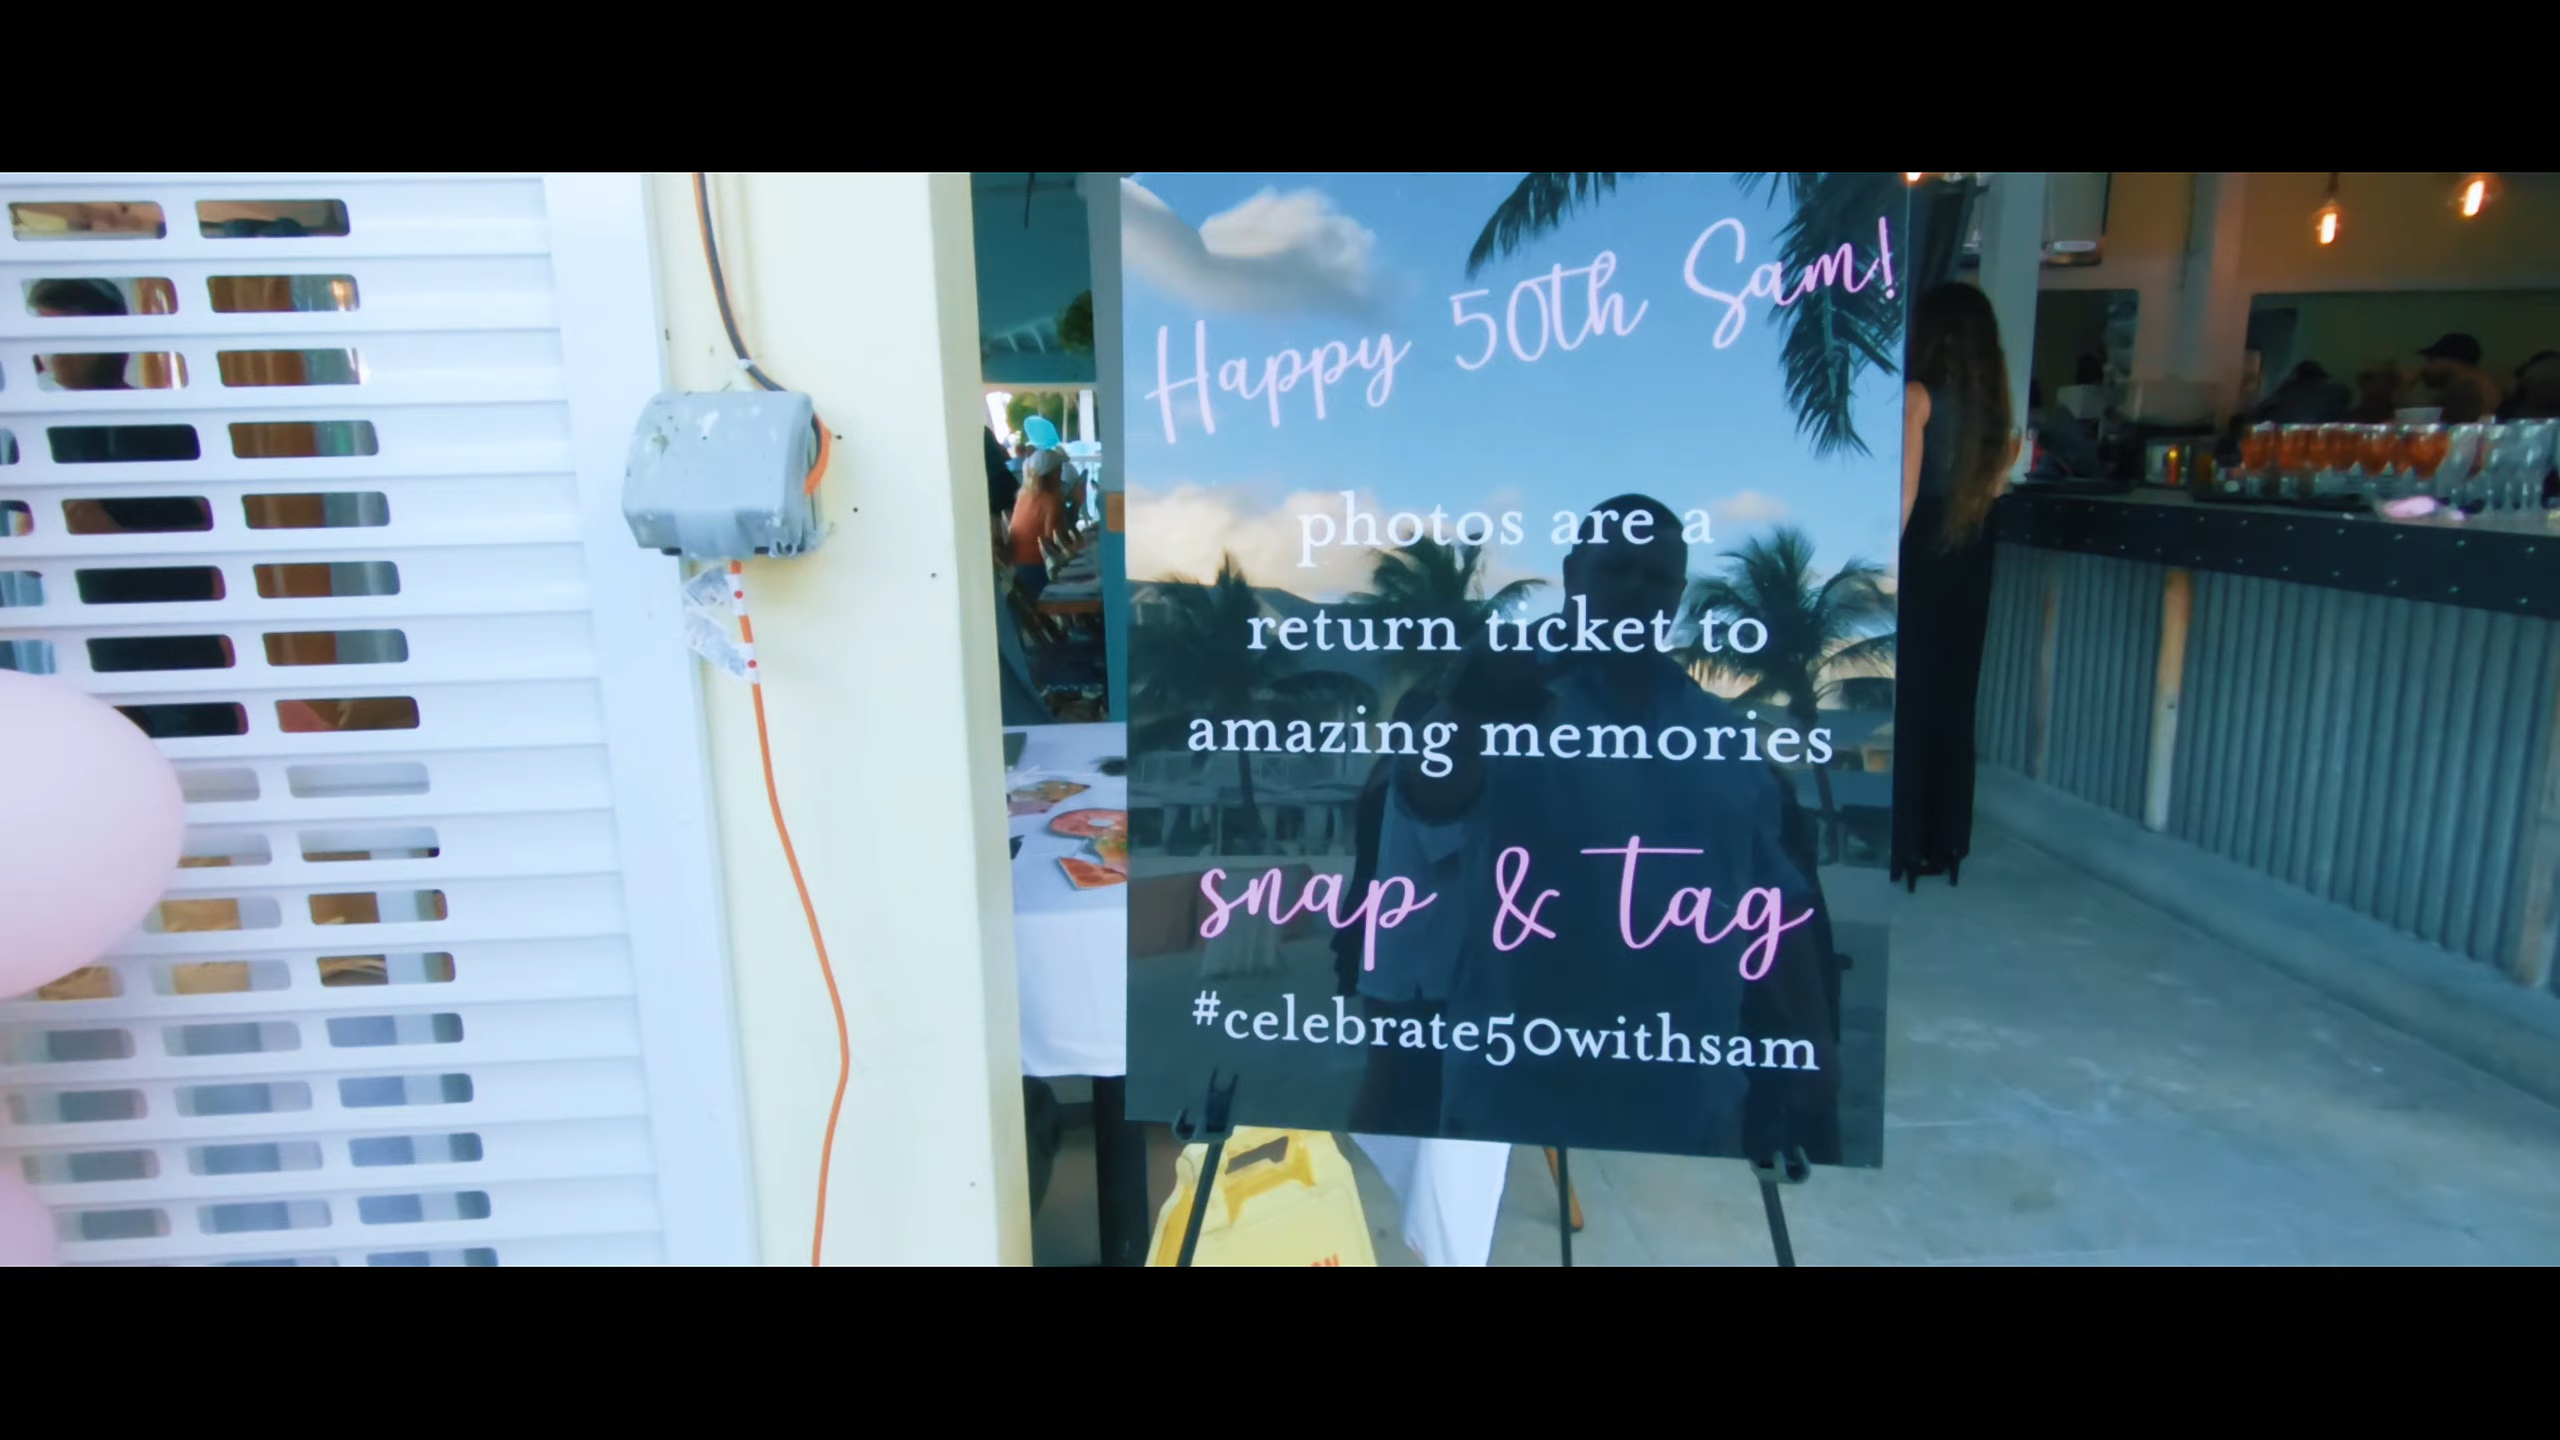 Happy 50th Sam!
photos are a
return ticket to
amazing memories
snap & tag
#celebrate50withsam